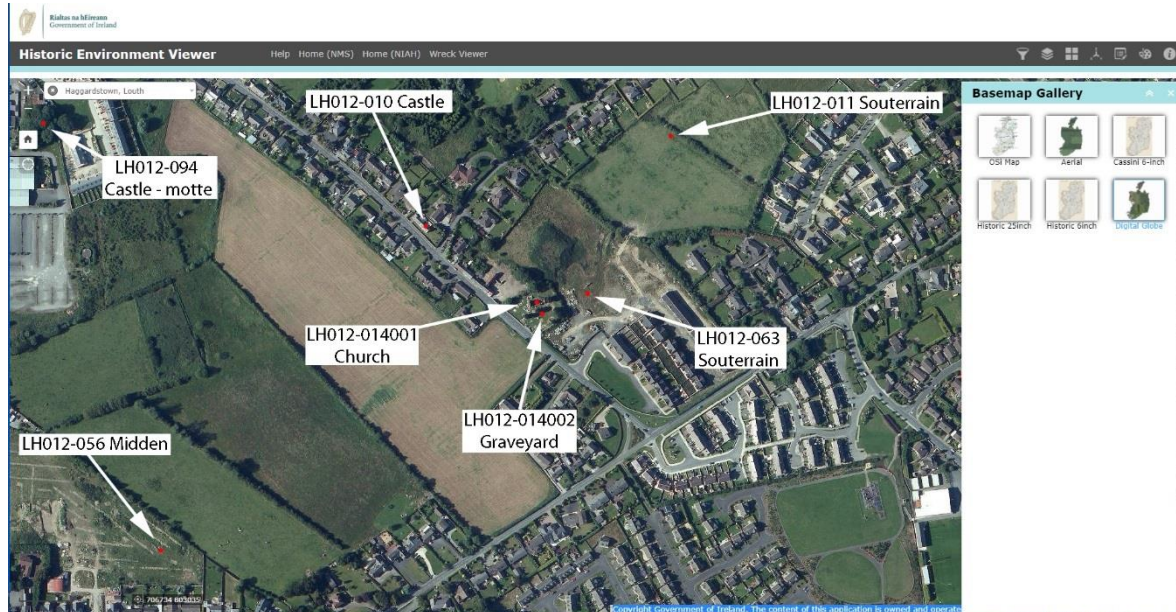 Rialtas na hÉireann
Government of Ireland
Historic Environment Viewer
Help Home (NMS) Home (NIAH) Wreck Viewer
Haggardstown, Louth
LH012-010 Castle
LH012-011 Souterrain
LH012-094
Castle - motte
LH012-014001
Church
LH012-063
Souterrain
LH012-014002
Graveyard
LH012-056 Midden
706734 803035
Copyright Government of Ireland. The content of this application is owned and operate
Basemap Gallery
OSi Map Aerial Cassini 6-inch
Historic 25inch Historic 6inch Digital Globe